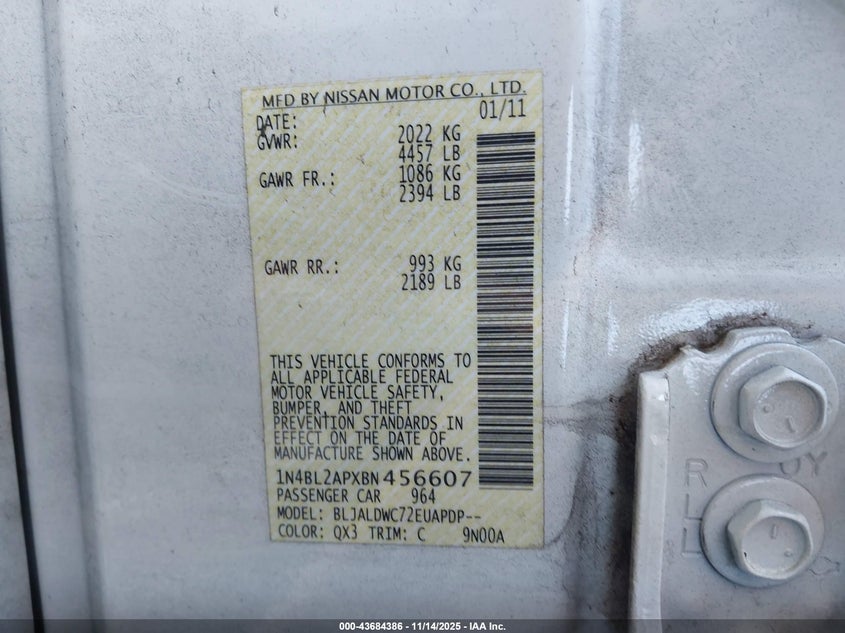 MFD BY NISSAN MOTOR CO., LTD.
DATE: 01/11
GVWR: 2022 KG
4457 LB
GAWR FR.: 1086 KG
2394 LB
GAWR RR.: 993 KG
2189 LB
THIS VEHICLE CONFORMS TO
ALL APPLICABLE FEDERAL
MOTOR VEHICLE SAFETY,
BUMPER, AND THEFT
PREVENTION STANDARDS IN
EFFECT ON THE DATE OF
MANUFACTURE SHOWN ABOVE.
1N4BL2APXBN 456607
PASSENGER CAR 964
MODEL: BLJALDWC72EUAPDP--
COLOR: QX3 TRIM: C 9N00A
000-43684386 - 11/14/2025 - IAA Inc.